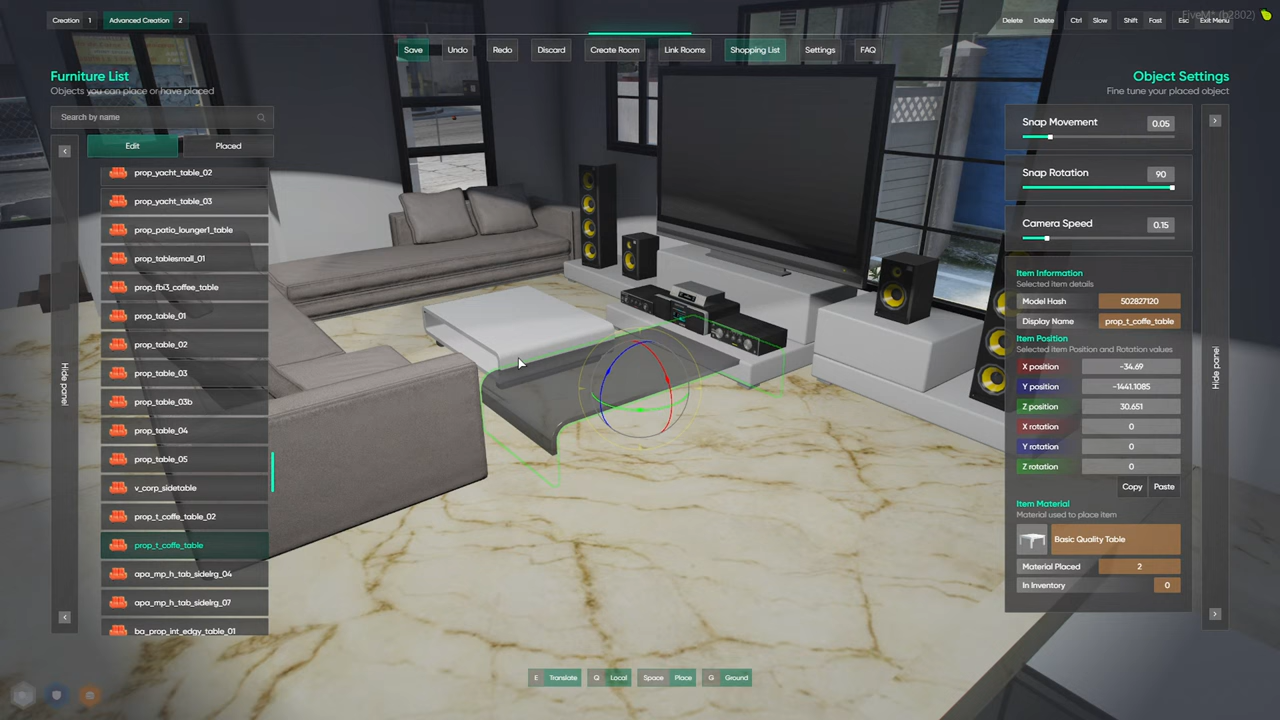 Creation 1 Advanced Creation 2
FiveM* (b2802)
Delete Delete Ctrl Slow Shift Fast Esc Exit Menu
Save Undo Redo Discard Create Room Link Rooms Shopping List Settings FAQ
Furniture List
Objects you can place or have placed
Search by name
Edit Placed
Hide panel
prop_yacht_table_02
prop_yacht_table_03
prop_patio_lounger1_table
prop_tablesmall_01
prop_fbi3_coffee_table
prop_table_01
prop_table_02
prop_table_03
prop_table_03b
prop_table_04
prop_table_05
v_corp_sidetable
prop_t_coffe_table_02
prop_t_coffe_table
apa_mp_h_tab_sidelrg_04
apa_mp_h_tab_sidelrg_07
ba_prop_int_edgy_table_01
Object Settings
Fine tune your placed object
Snap Movement 0.05
Snap Rotation 90
Camera Speed 0.15
Item Information
Selected item details
Model Hash 502827120
Display Name prop_t_coffe_table
Item Position
Selected item Position and Rotation values
X position -34.69
Y position -1441.1085
Z position 30.651
X rotation 0
Y rotation 0
Z rotation 0
Copy Paste
Item Material
Material used to place item
Basic Quality Table
Material Placed 2
In Inventory 0
Hide panel
E Translate Q Local Space Place G Ground